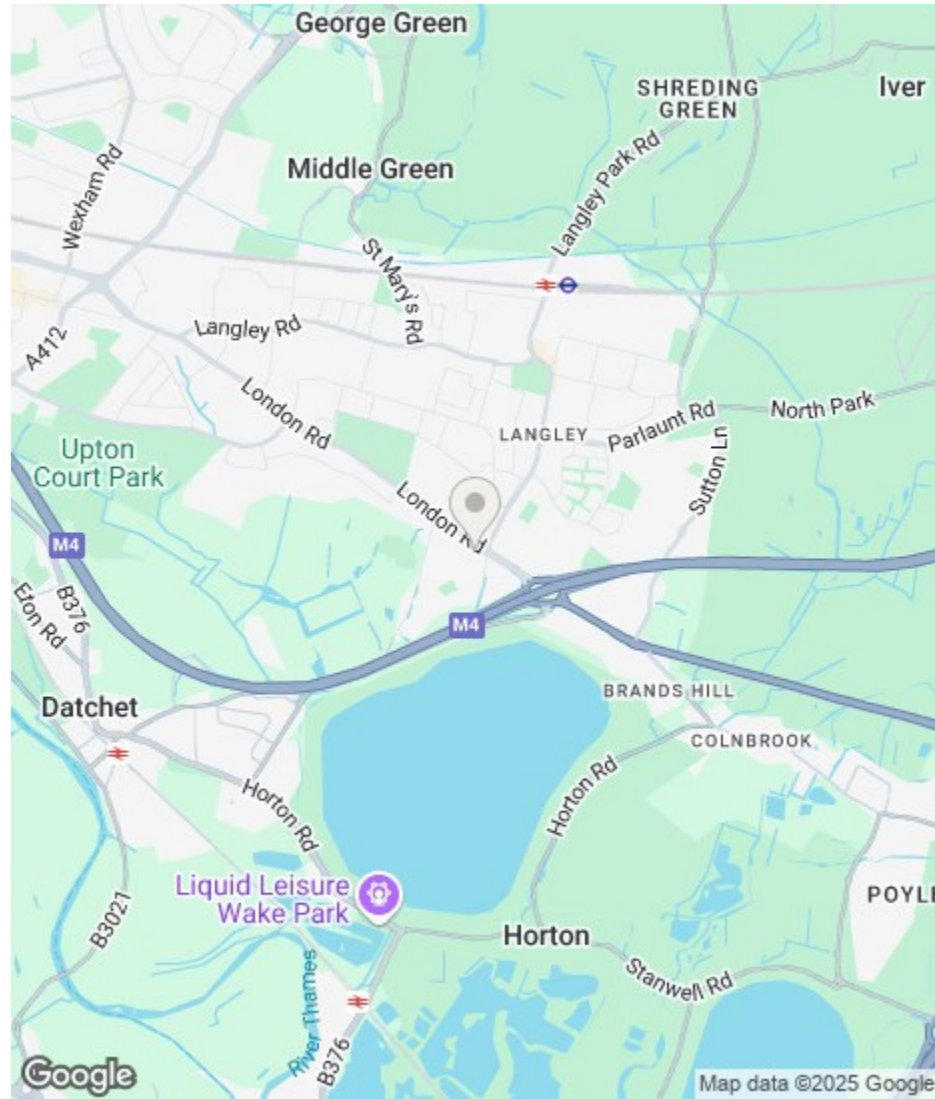 George Green
SHREDING
GREEN
Iver
Wexham Rd
Middle Green
Langley Park Rd
St Mary's Rd
Langley Rd
A412
London Rd
North Park
Parlaunt Rd
LANGLEY
Upton
Court Park
Sutton Ln
London Rd
M4
B376
Eton Rd
M4
BRANDS HILL
Datchet
COLNBROOK
Horton Rd
Horton Rd
Liquid Leisure
Wake Park
POYLE
B3021
Horton
River Thames
Stanwell Rd
B376
Google
Map data ©2025 Google